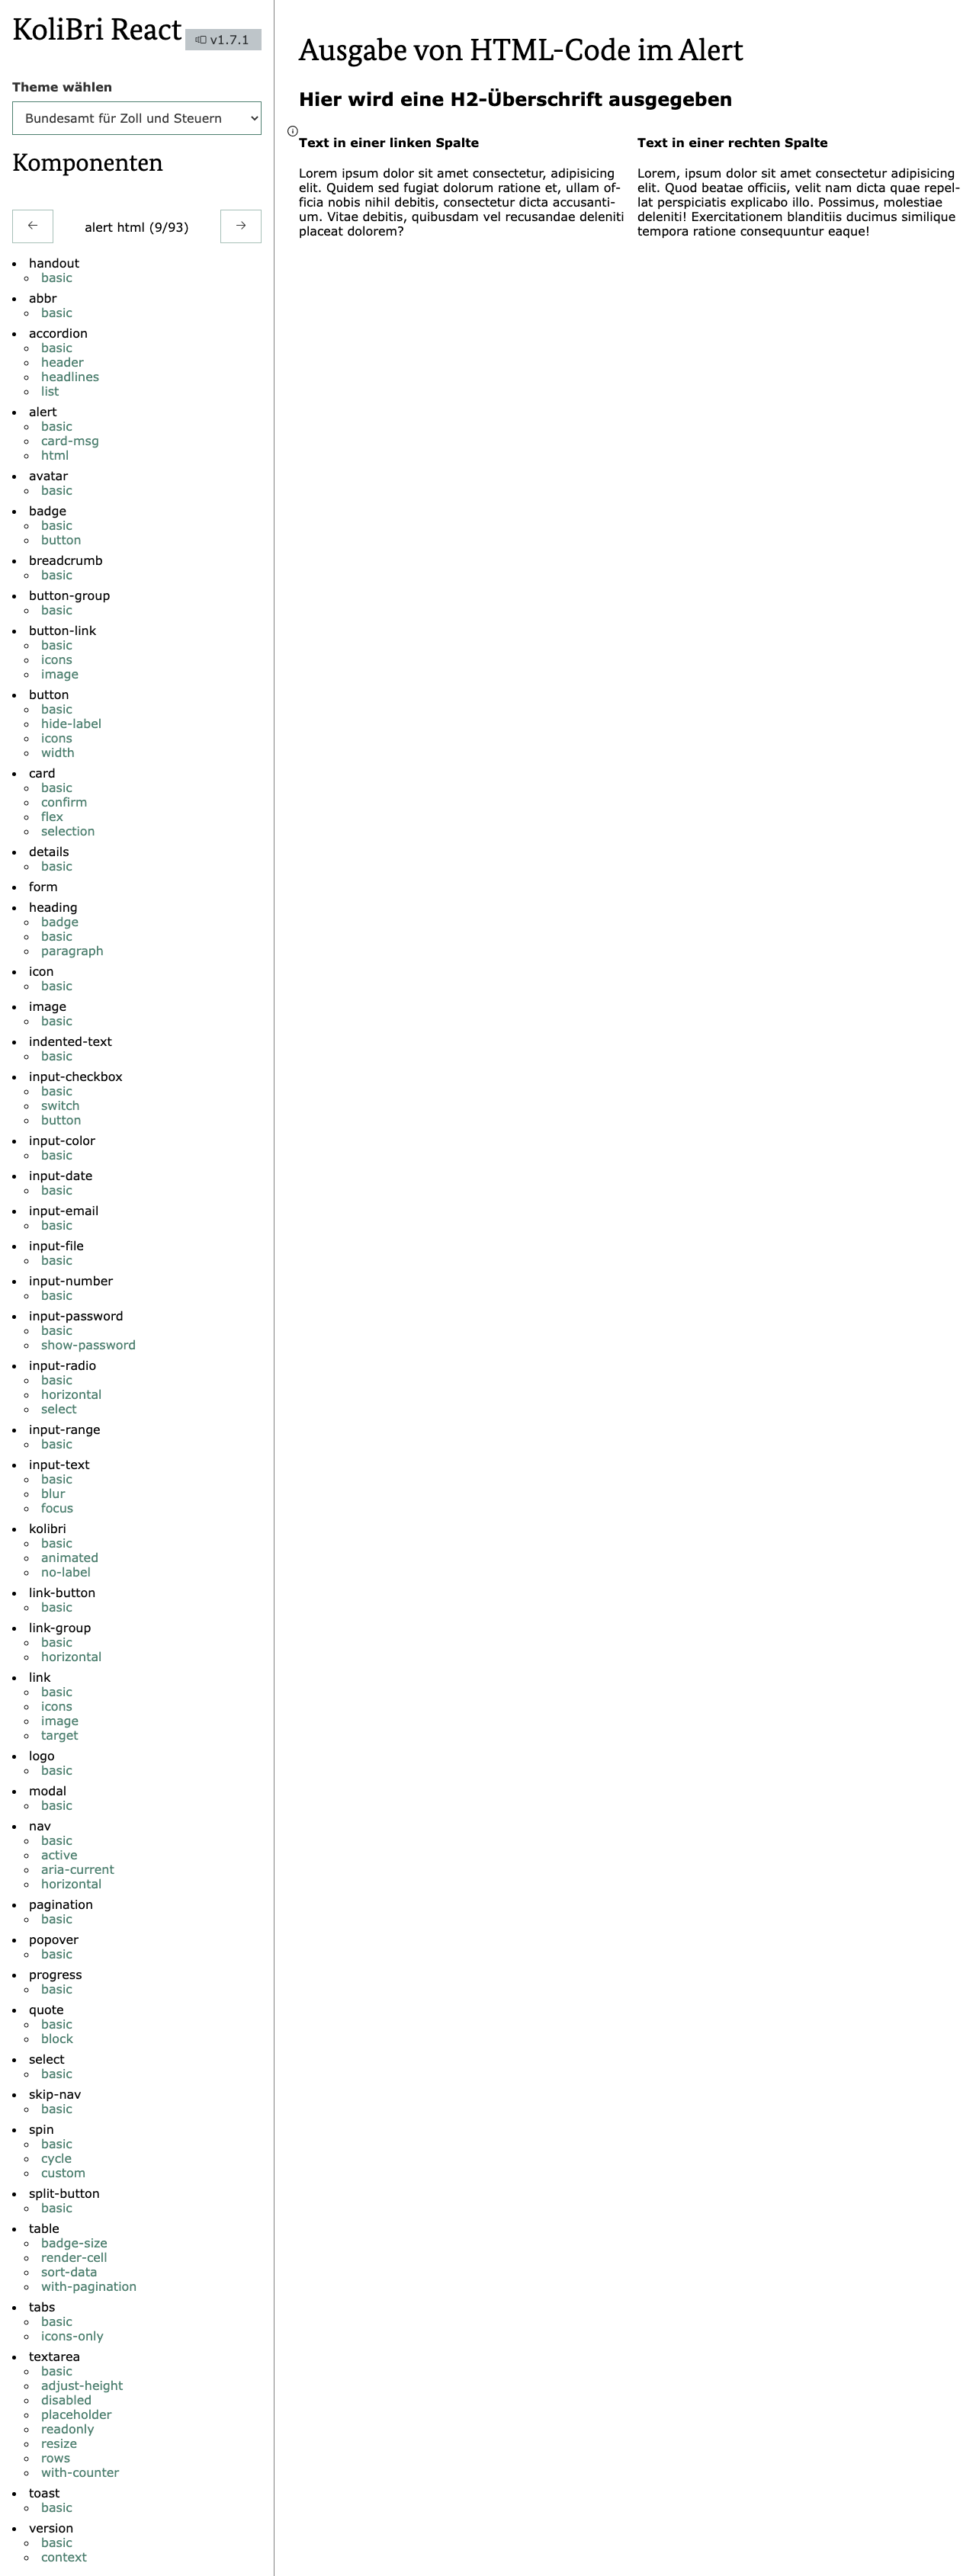 KoliBri React
v1.7.1
Theme wählen
Bundesamt für Zoll und Steuern
Komponenten
←
alert html (9/93)
→
handout
basic
abbr
basic
accordion
basic
header
headlines
list
alert
basic
card-msg
html
avatar
basic
badge
basic
button
breadcrumb
basic
button-group
basic
button-link
basic
icons
image
button
basic
hide-label
icons
width
card
basic
confirm
flex
selection
details
basic
form
heading
badge
basic
paragraph
icon
basic
image
basic
indented-text
basic
input-checkbox
basic
switch
button
input-color
basic
input-date
basic
input-email
basic
input-file
basic
input-number
basic
input-password
basic
show-password
input-radio
basic
horizontal
select
input-range
basic
input-text
basic
blur
focus
kolibri
basic
animated
no-label
link-button
basic
link-group
basic
horizontal
link
basic
icons
image
target
logo
basic
modal
basic
nav
basic
active
aria-current
horizontal
pagination
basic
popover
basic
progress
basic
quote
basic
block
select
basic
skip-nav
basic
spin
basic
cycle
custom
split-button
basic
table
badge-size
render-cell
sort-data
with-pagination
tabs
basic
icons-only
textarea
basic
adjust-height
disabled
placeholder
readonly
resize
rows
with-counter
toast
basic
version
basic
context
Ausgabe von HTML-Code im Alert
Hier wird eine H2-Überschrift ausgegeben
Text in einer linken Spalte
Lorem ipsum dolor sit amet consectetur, adipisicing
elit. Quidem sed fugiat dolorum ratione et, ullam of-
ficia nobis nihil debitis, consectetur dicta accusanti-
um. Vitae debitis, quibusdam vel recusandae deleniti
placeat dolorem?
Text in einer rechten Spalte
Lorem, ipsum dolor sit amet consectetur adipisicing
elit. Quod beatae officiis, velit nam dicta quae repel-
lat perspiciatis explicabo illo. Possimus, molestiae
deleniti! Exercitationem blanditiis ducimus similique
tempora ratione consequuntur eaque!